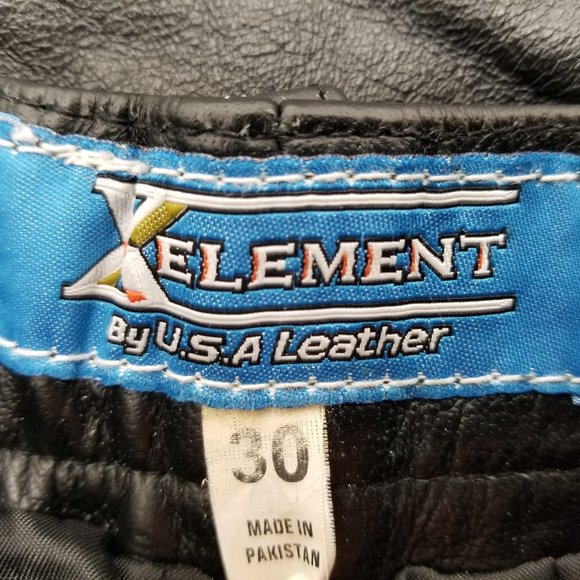 XELEMENT
By U.S.A Leather
30
MADE IN
PAKISTAN